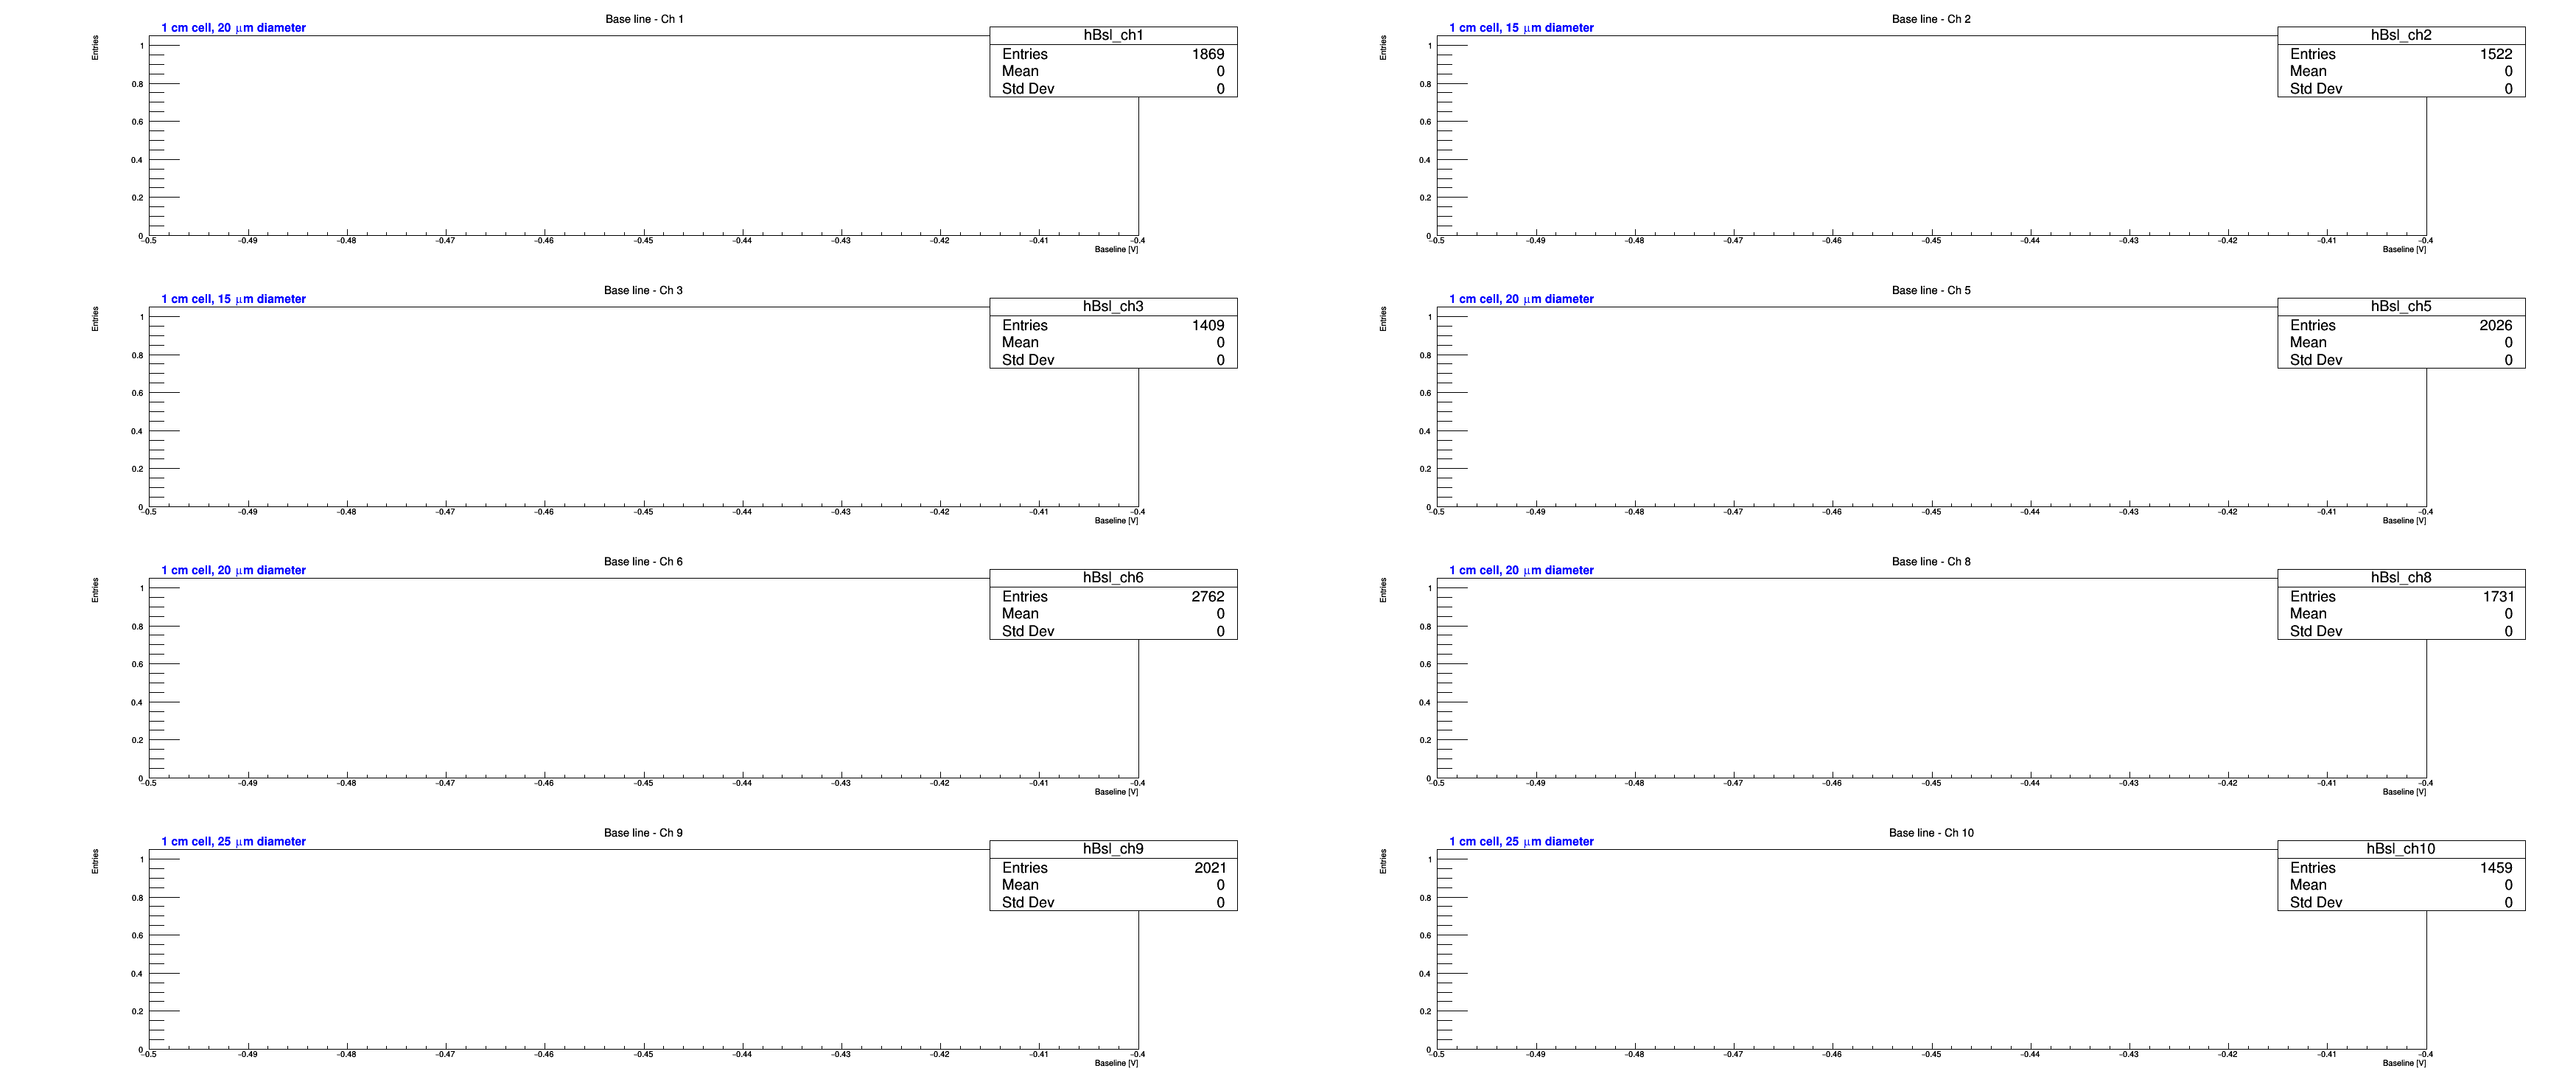 Base line - Ch 1
1 cm cell, 20 μm diameter
Entries
hBsl_ch1
Entries 1869
Mean 0
Std Dev 0
1
0.8
0.6
0.4
0.2
0
−0.5 −0.49 −0.48 −0.47 −0.46 −0.45 −0.44 −0.43 −0.42 −0.41 −0.4
Baseline [V]
Base line - Ch 2
1 cm cell, 15 μm diameter
Entries
hBsl_ch2
Entries 1522
Mean 0
Std Dev 0
1
0.8
0.6
0.4
0.2
0
−0.5 −0.49 −0.48 −0.47 −0.46 −0.45 −0.44 −0.43 −0.42 −0.41 −0.4
Baseline [V]
Base line - Ch 3
1 cm cell, 15 μm diameter
Entries
hBsl_ch3
Entries 1409
Mean 0
Std Dev 0
1
0.8
0.6
0.4
0.2
0
−0.5 −0.49 −0.48 −0.47 −0.46 −0.45 −0.44 −0.43 −0.42 −0.41 −0.4
Baseline [V]
Base line - Ch 5
1 cm cell, 20 μm diameter
Entries
hBsl_ch5
Entries 2026
Mean 0
Std Dev 0
1
0.8
0.6
0.4
0.2
0
−0.5 −0.49 −0.48 −0.47 −0.46 −0.45 −0.44 −0.43 −0.42 −0.41 −0.4
Baseline [V]
Base line - Ch 6
1 cm cell, 20 μm diameter
Entries
hBsl_ch6
Entries 2762
Mean 0
Std Dev 0
1
0.8
0.6
0.4
0.2
0
−0.5 −0.49 −0.48 −0.47 −0.46 −0.45 −0.44 −0.43 −0.42 −0.41 −0.4
Baseline [V]
Base line - Ch 8
1 cm cell, 20 μm diameter
Entries
hBsl_ch8
Entries 1731
Mean 0
Std Dev 0
1
0.8
0.6
0.4
0.2
0
−0.5 −0.49 −0.48 −0.47 −0.46 −0.45 −0.44 −0.43 −0.42 −0.41 −0.4
Baseline [V]
Base line - Ch 9
1 cm cell, 25 μm diameter
Entries
hBsl_ch9
Entries 2021
Mean 0
Std Dev 0
1
0.8
0.6
0.4
0.2
0
−0.5 −0.49 −0.48 −0.47 −0.46 −0.45 −0.44 −0.43 −0.42 −0.41 −0.4
Baseline [V]
Base line - Ch 10
1 cm cell, 25 μm diameter
Entries
hBsl_ch10
Entries 1459
Mean 0
Std Dev 0
1
0.8
0.6
0.4
0.2
0
−0.5 −0.49 −0.48 −0.47 −0.46 −0.45 −0.44 −0.43 −0.42 −0.41 −0.4
Baseline [V]